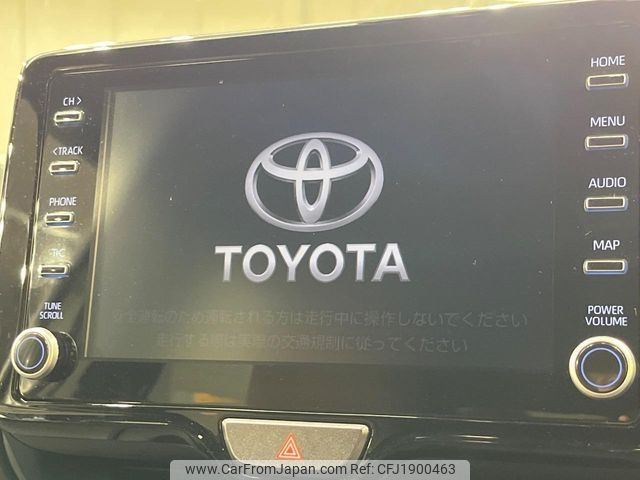 HOME
CH >
MENU
< TRACK
AUDIO
PHONE
MAP
T/C
TUNE
SCROLL
POWER
VOLUME
TOYOTA
安全運転のため運転される方は走行中に操作しないでください
走行する際は実際の交通規制に従ってください
www.CarFromJapan.com | Ref. ID: CFJ1900463